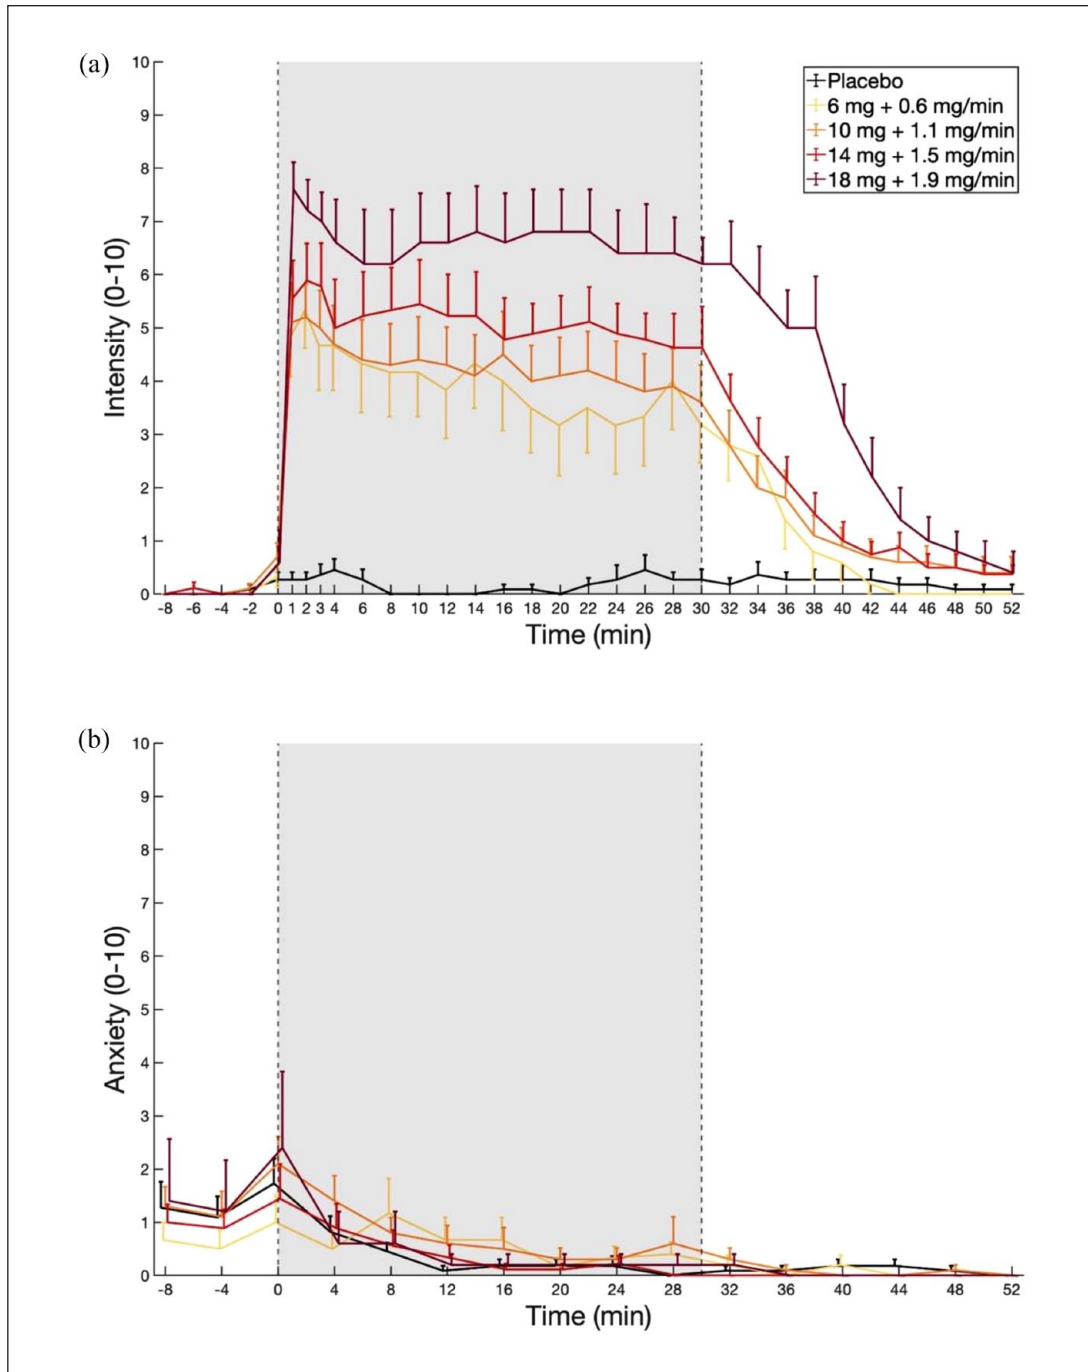 (a)
10
9
8
7
6
5
4
3
2
1
0
Intensity (0-10)
Placebo
6 mg + 0.6 mg/min
10 mg + 1.1 mg/min
14 mg + 1.5 mg/min
18 mg + 1.9 mg/min
-8 -6 -4 -2 0 1 2 3 4 6 8 10 12 14 16 18 20 22 24 26 28 30 32 34 36 38 40 42 44 46 48 50 52
Time (min)
(b)
10
9
8
7
6
5
4
3
2
1
0
Anxiety (0-10)
-8 -4 0 4 8 12 16 20 24 28 32 36 40 44 48 52
Time (min)